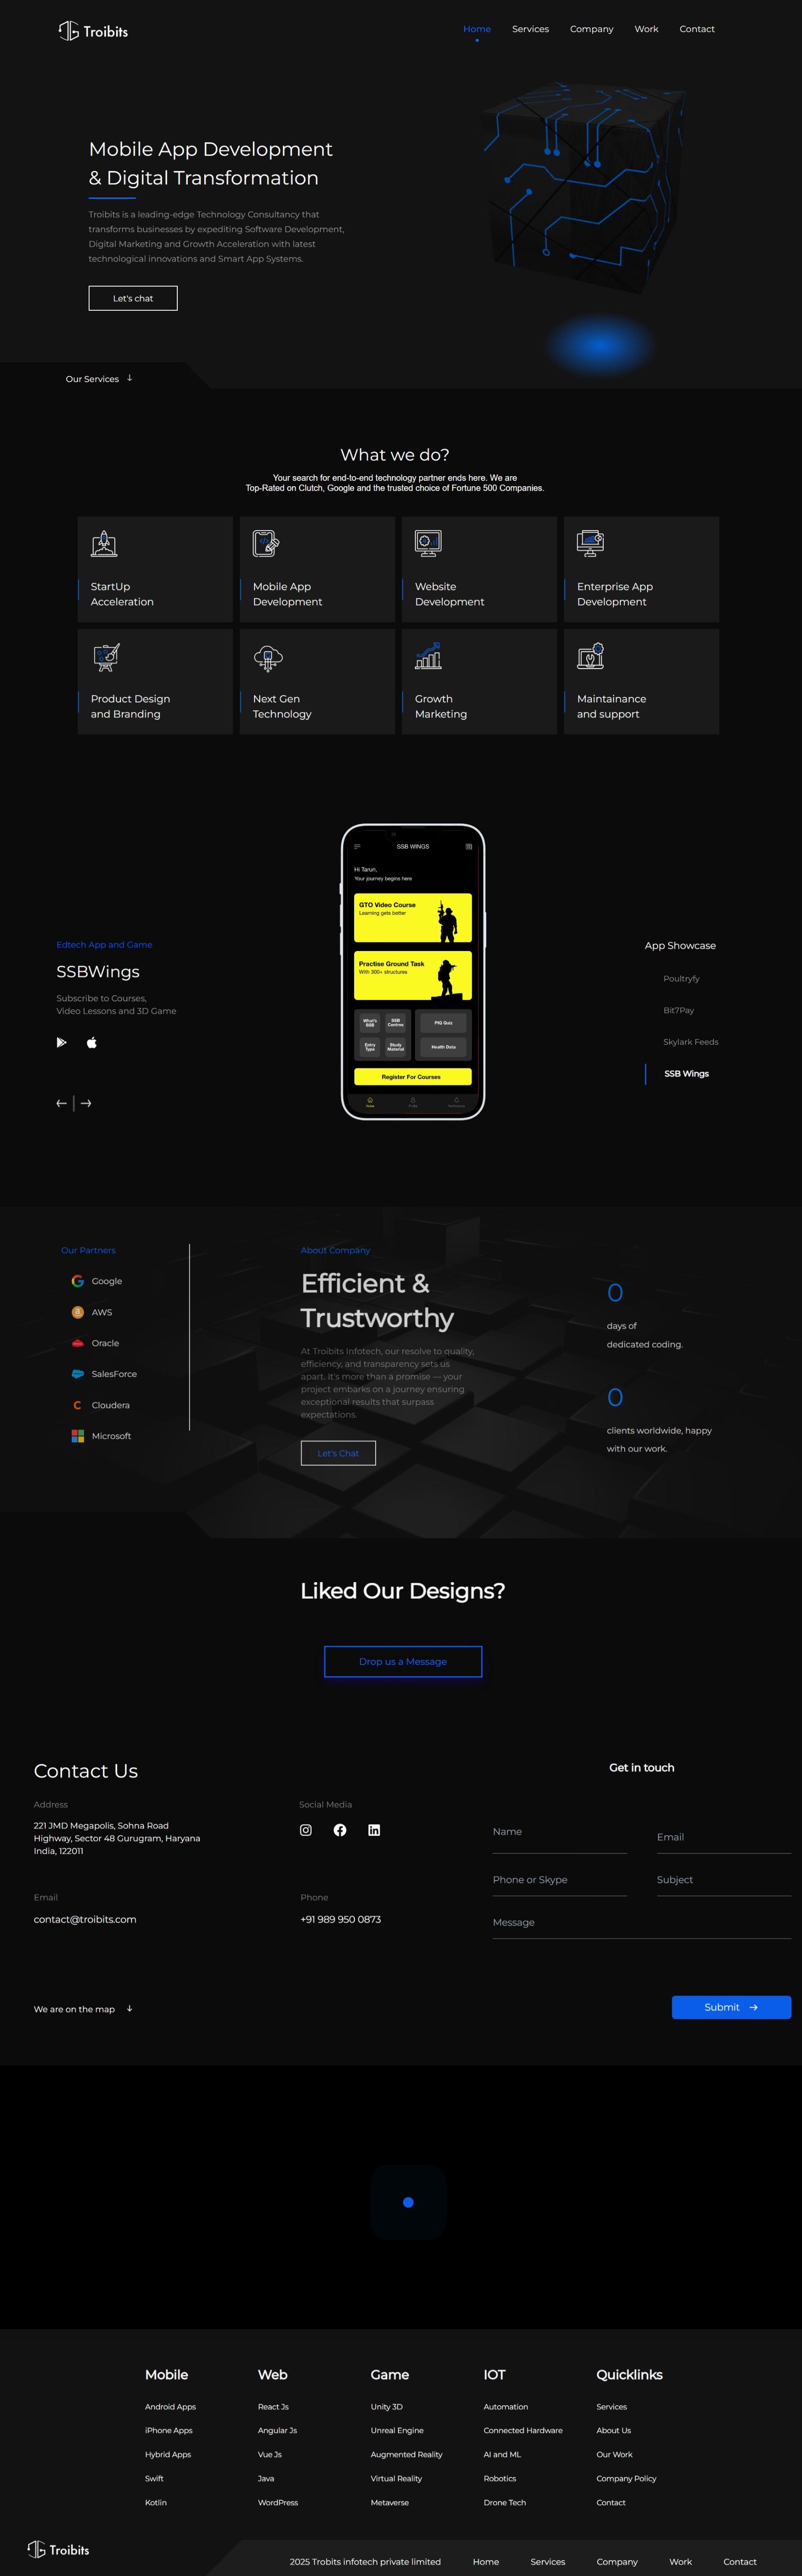 Troibits
Home Services Company Work Contact
Mobile App Development
& Digital Transformation
Troibits is a leading-edge Technology Consultancy that
transforms businesses by expediting Software Development,
Digital Marketing and Growth Acceleration with latest
technological innovations and Smart App Systems.
Let's chat
Our Services ↓
What we do?
Your search for end-to-end technology partner ends here. We are
Top-Rated on Clutch, Google and the trusted choice of Fortune 500 Companies.
StartUp
Acceleration
Mobile App
Development
Website
Development
Enterprise App
Development
Product Design
and Branding
Next Gen
Technology
Growth
Marketing
Maintainance
and support
Edtech App and Game
SSBWings
Subscribe to Courses,
Video Lessons and 3D Game
SSB WINGS
Hi Tarun,
Your journey begins here
GTO Video Course
Learning gets better
Practise Ground Task
With 300+ structures
What's
SSB
SSB
Centres
PIQ Quiz
Entry
Type
Study
Material
Health Data
Register For Courses
Home
App Showcase
Poultryfy
Bit7Pay
Skylark Feeds
SSB Wings
Our Partners
Google
AWS
Oracle
SalesForce
Cloudera
Microsoft
About Company
Efficient &
Trustworthy
At Troibits Infotech, our resolve to quality,
efficiency, and transparency sets us
apart. It's more than a promise — your
project embarks on a journey ensuring
exceptional results that surpass
expectations.
Let's Chat
0
days of
dedicated coding.
0
clients worldwide, happy
with our work.
Liked Our Designs?
Drop us a Message
Contact Us
Address
221 JMD Megapolis, Sohna Road
Highway, Sector 48 Gurugram, Haryana
India, 122011
Social Media
Email
contact@troibits.com
Phone
+91 989 950 0873
We are on the map ↓
Get in touch
Name
Email
Phone or Skype
Subject
Message
Submit →
Mobile
Android Apps
iPhone Apps
Hybrid Apps
Swift
Kotlin
Web
React Js
Angular Js
Vue Js
Java
WordPress
Game
Unity 3D
Unreal Engine
Augmented Reality
Virtual Reality
Metaverse
IOT
Automation
Connected Hardware
AI and ML
Robotics
Drone Tech
Quicklinks
Services
About Us
Our Work
Company Policy
Contact
Troibits
2025 Trobits infotech private limited Home Services Company Work Contact